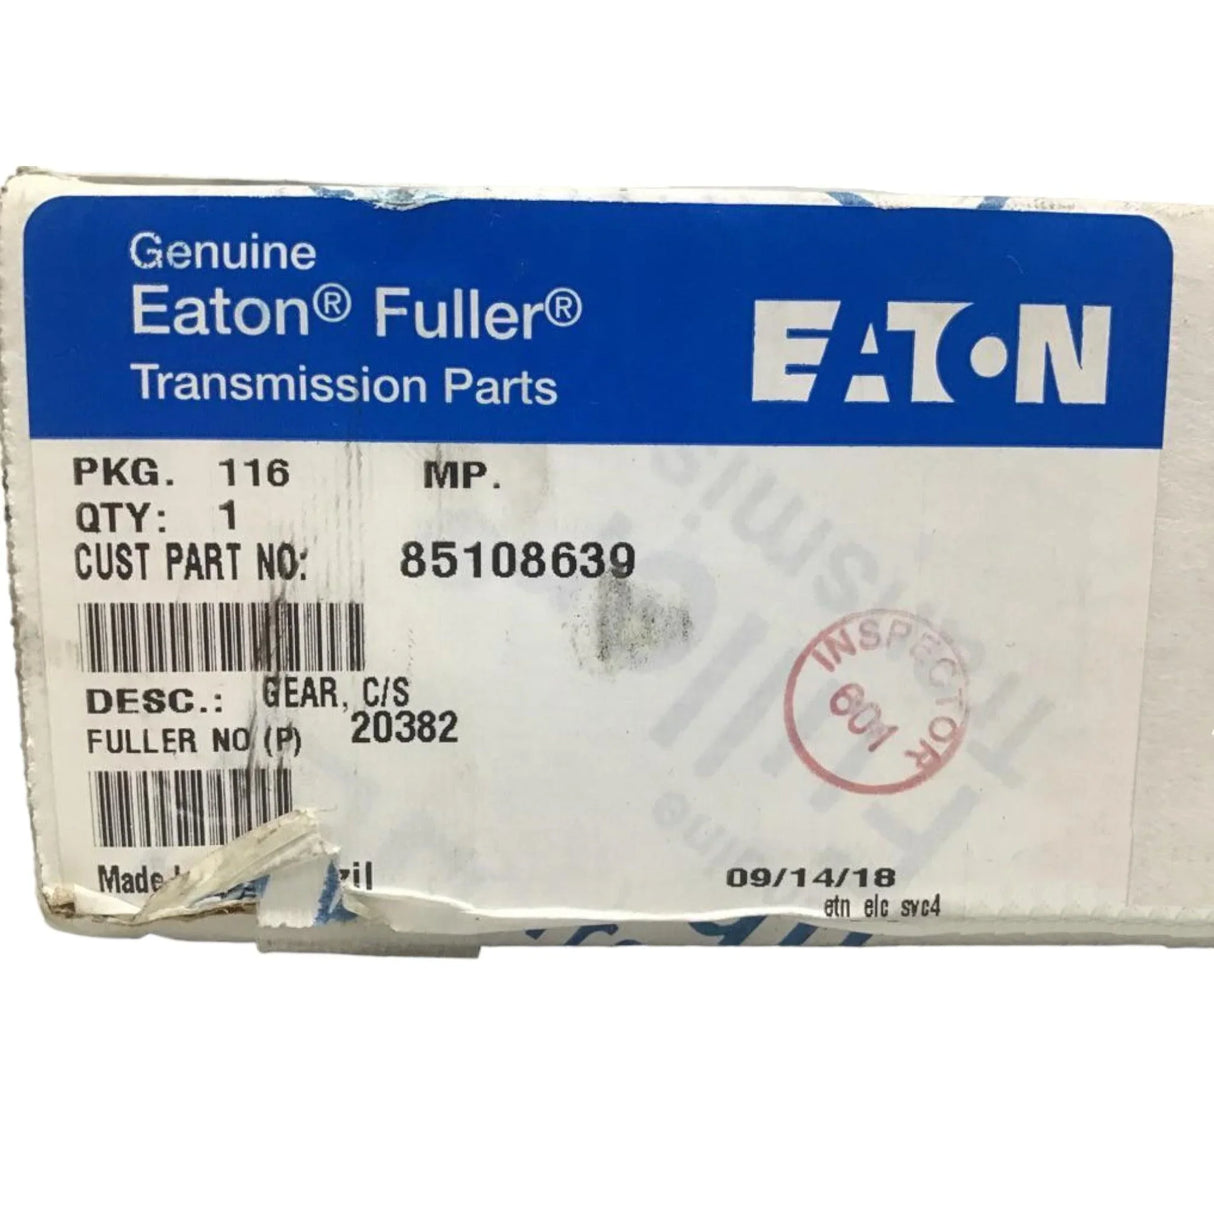 Genuine
Eaton® Fuller®
Transmission Parts
EATON
PKG. 116 MP.
QTY: 1
CUST PART NO: 85108639
DESC.: GEAR, C/S
FULLER NO (P) 20382
INSPECTOR
601
Made
09/14/18
etn_elc_svc4